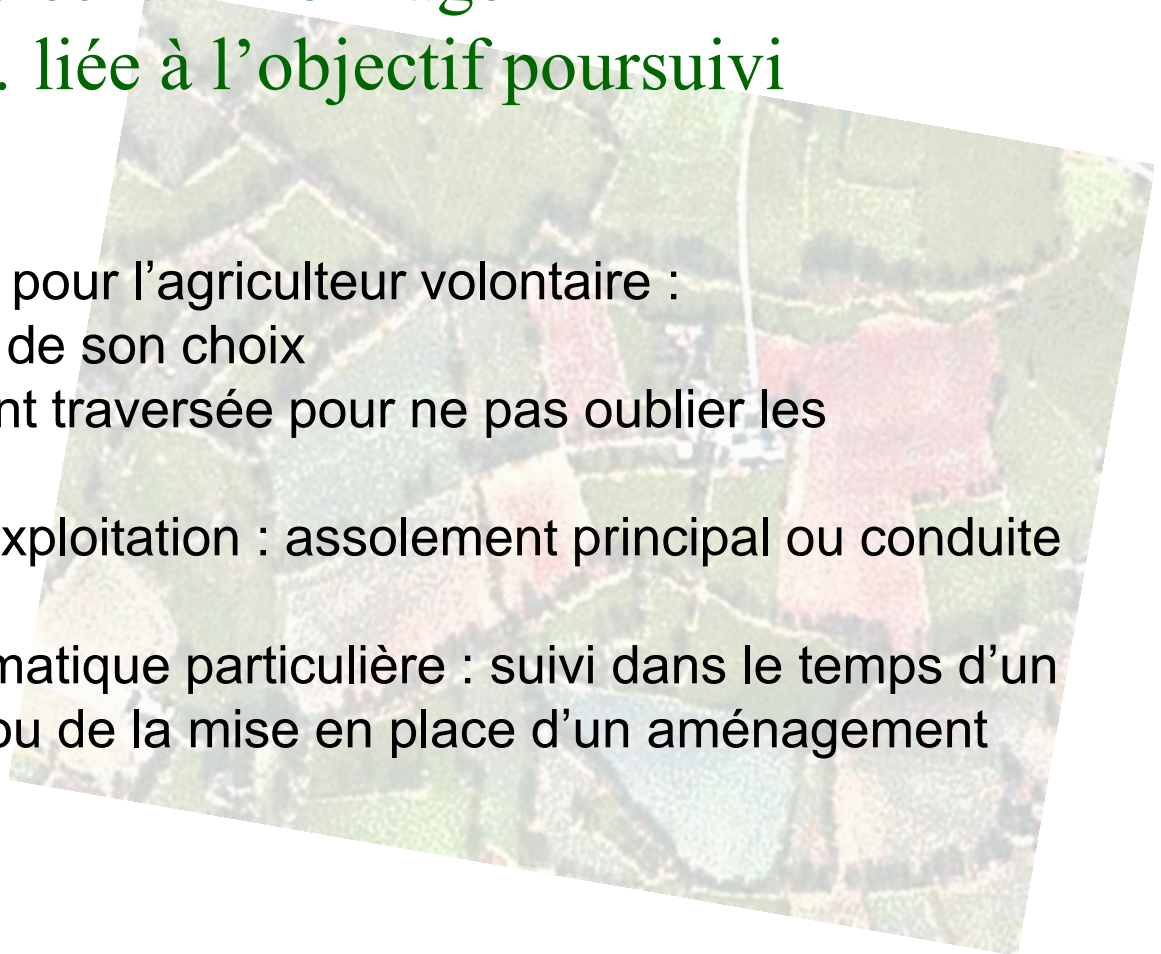 . liée à l’objectif poursuivi
pour l’agriculteur volontaire :
de son choix
nt traversée pour ne pas oublier les
xploitation : assolement principal ou conduite
matique particulière : suivi dans le temps d’un
ou de la mise en place d’un aménagement